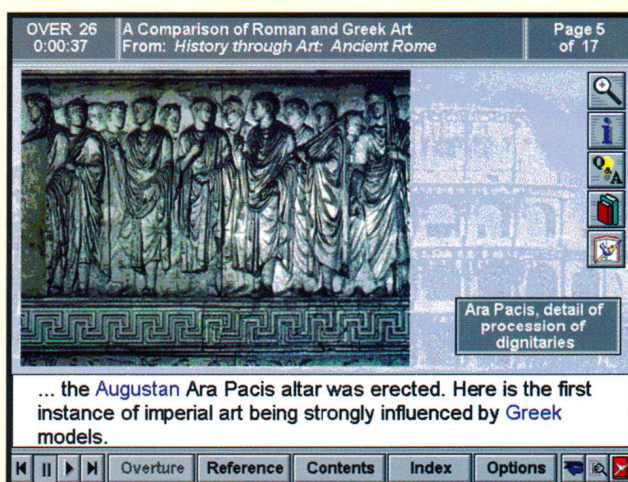 OVER 26
0:00:37
A Comparison of Roman and Greek Art
From: History through Art: Ancient Rome
Page 5
of 17
i
Q&A
Ara Pacis, detail of
procession of
dignitaries
... the Augustan Ara Pacis altar was erected. Here is the first
instance of imperial art being strongly influenced by Greek
models.
Overture Reference Contents Index Options